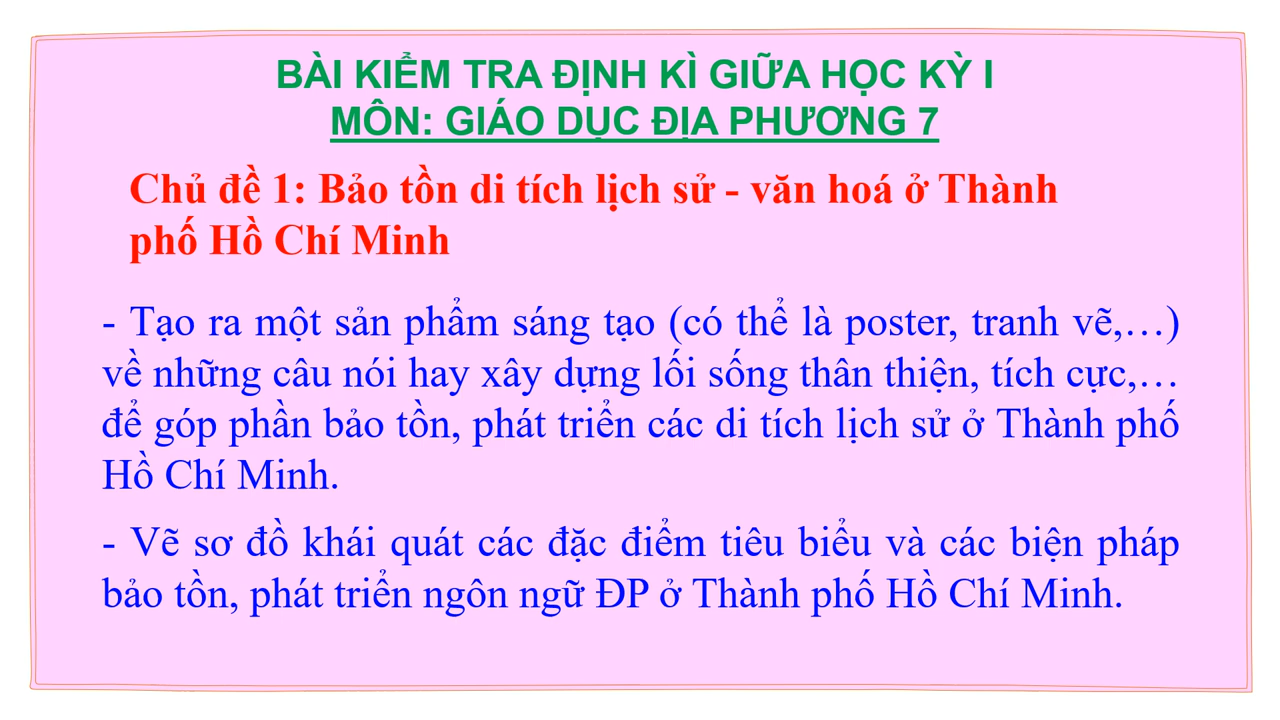 BÀI KIỂM TRA ĐỊNH KÌ GIỮA HỌC KỲ I
MÔN: GIÁO DỤC ĐỊA PHƯƠNG 7
Chủ đề 1: Bảo tồn di tích lịch sử - văn hoá ở Thành
phố Hồ Chí Minh
- Tạo ra một sản phẩm sáng tạo (có thể là poster, tranh vẽ,…)
về những câu nói hay xây dựng lối sống thân thiện, tích cực,…
để góp phần bảo tồn, phát triển các di tích lịch sử ở Thành phố
Hồ Chí Minh.
- Vẽ sơ đồ khái quát các đặc điểm tiêu biểu và các biện pháp
bảo tồn, phát triển ngôn ngữ ĐP ở Thành phố Hồ Chí Minh.